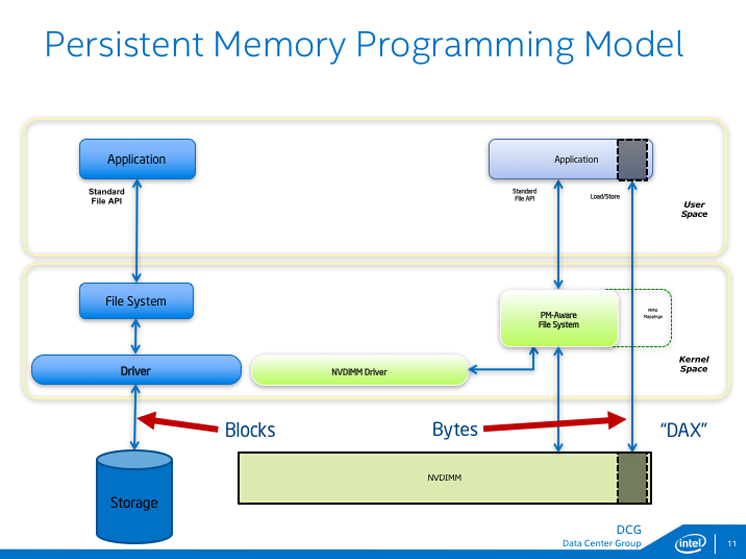 Persistent Memory Programming Model
Application
Standard
File API
File System
Driver
Blocks
Storage
Application
Standard
File API
Load/Store
User
Space
PM-Aware
File System
MMU
Mappings
NVDIMM Driver
Kernel
Space
Bytes
“DAX”
NVDIMM
DCG
Data Center Group
intel
11